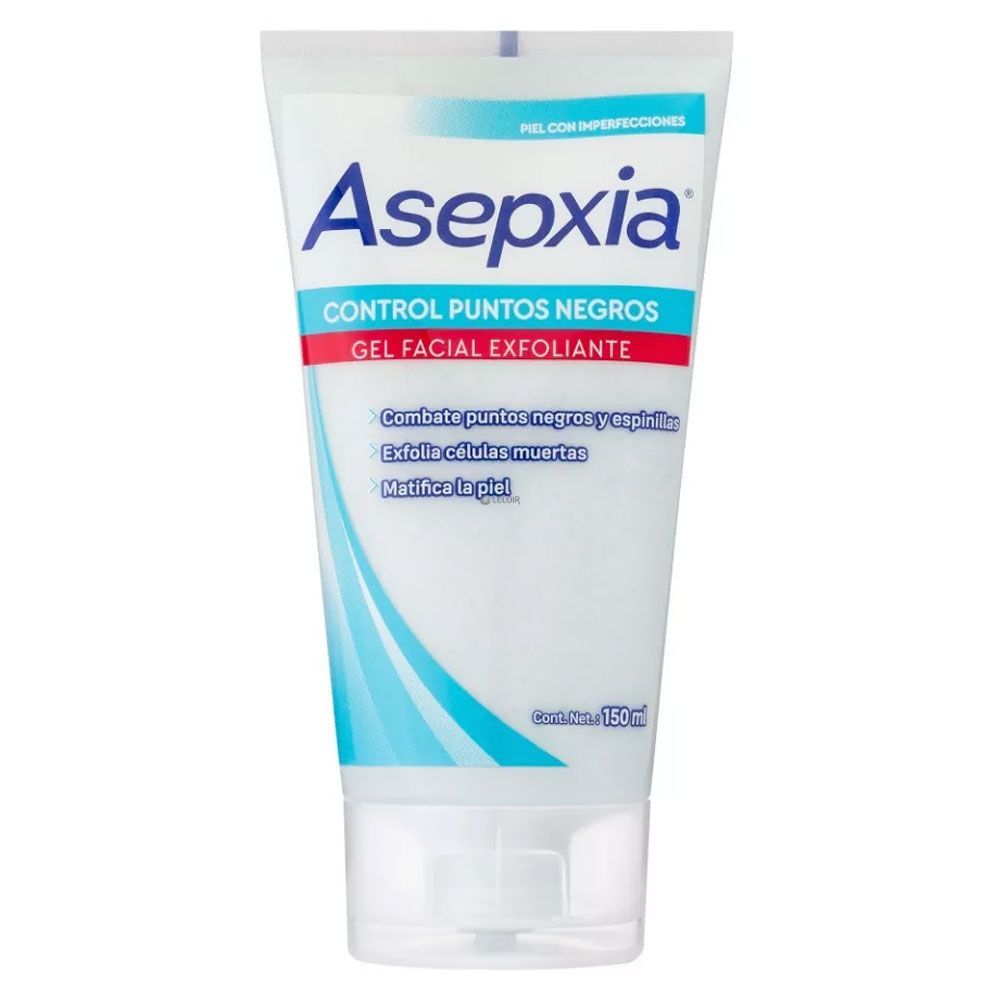 PIEL CON IMPERFECCIONES
Asepxia®
CONTROL PUNTOS NEGROS
GEL FACIAL EXFOLIANTE
Combate puntos negros y espinillas
Exfolia células muertas
Matifica la piel
LELOIR
Cont. Net.: 150 ml